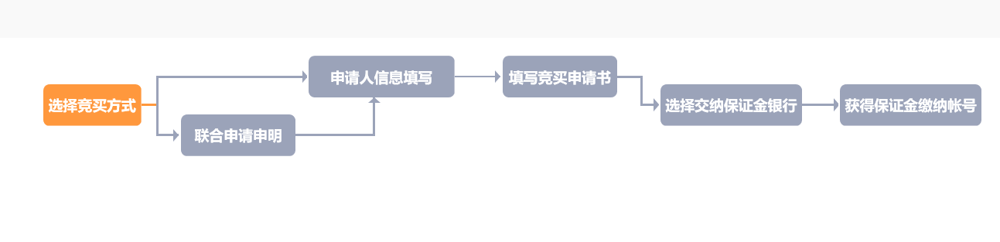 选择竞买方式
申请人信息填写
联合申请申明
填写竞买申请书
选择交纳保证金银行
获得保证金缴纳帐号